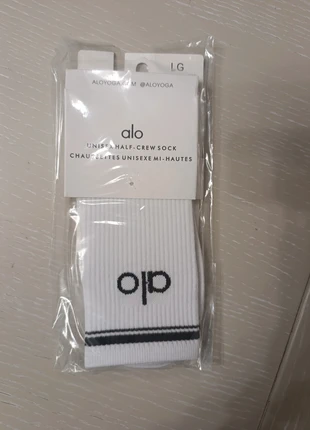 LG
ALOYOGA.COM @ALOYOGA
alo
UNISEX HALF-CREW SOCK
CHAUSSETTES UNISEXE MI-HAUTES
alo